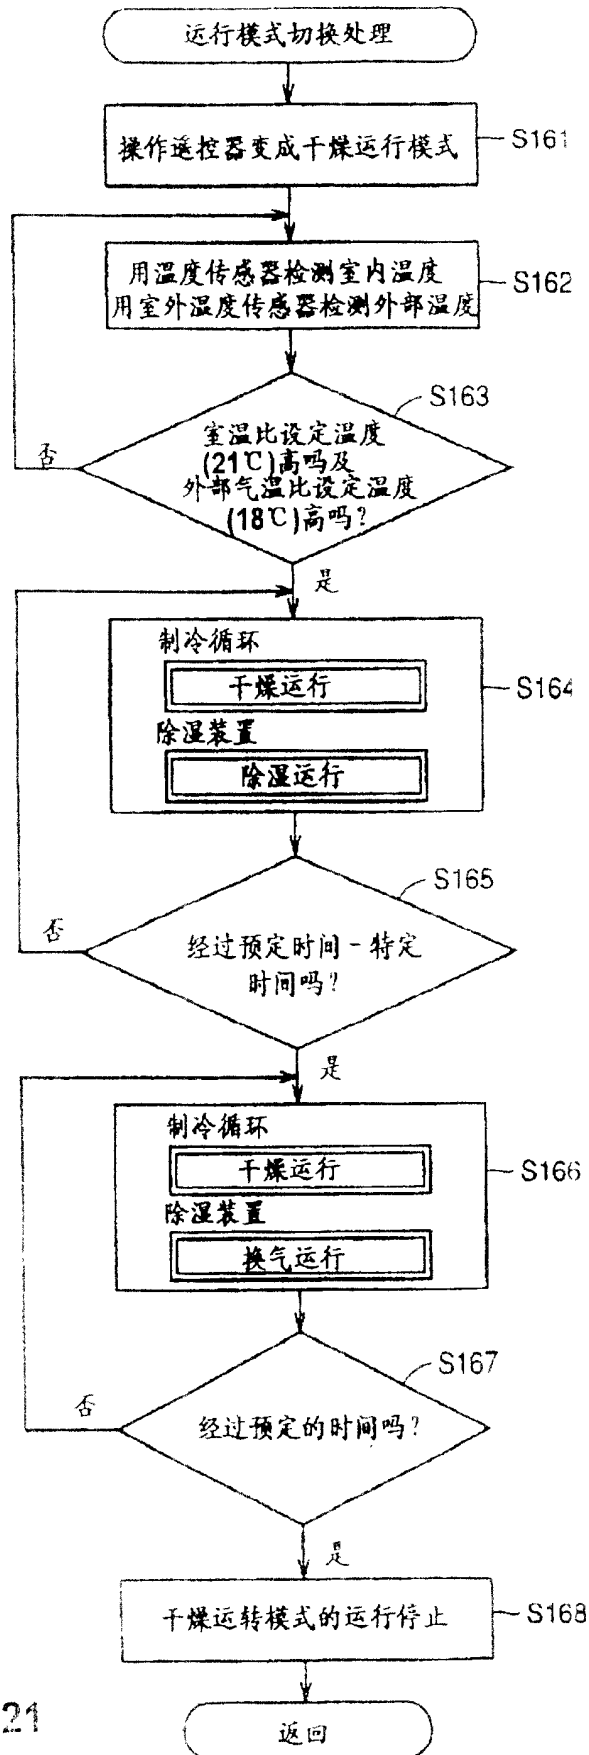 运行模式切换处理
操作遥控器变成干燥运行模式
S161
用温度传感器检测室内温度
用室外温度传感器检测外部温度
S162
S163
室温比设定温度
(21℃)高吗及
外部气温比设定温度
(18℃)高吗?
否
是
制冷循环
干燥运行
除湿装置
除湿运行
S164
S165
经过预定时间-特定
时间吗?
否
是
制冷循环
干燥运行
除湿装置
换气运行
S166
S167
经过预定的时间吗?
否
是
干燥运转模式的运行停止
S168
返回
21